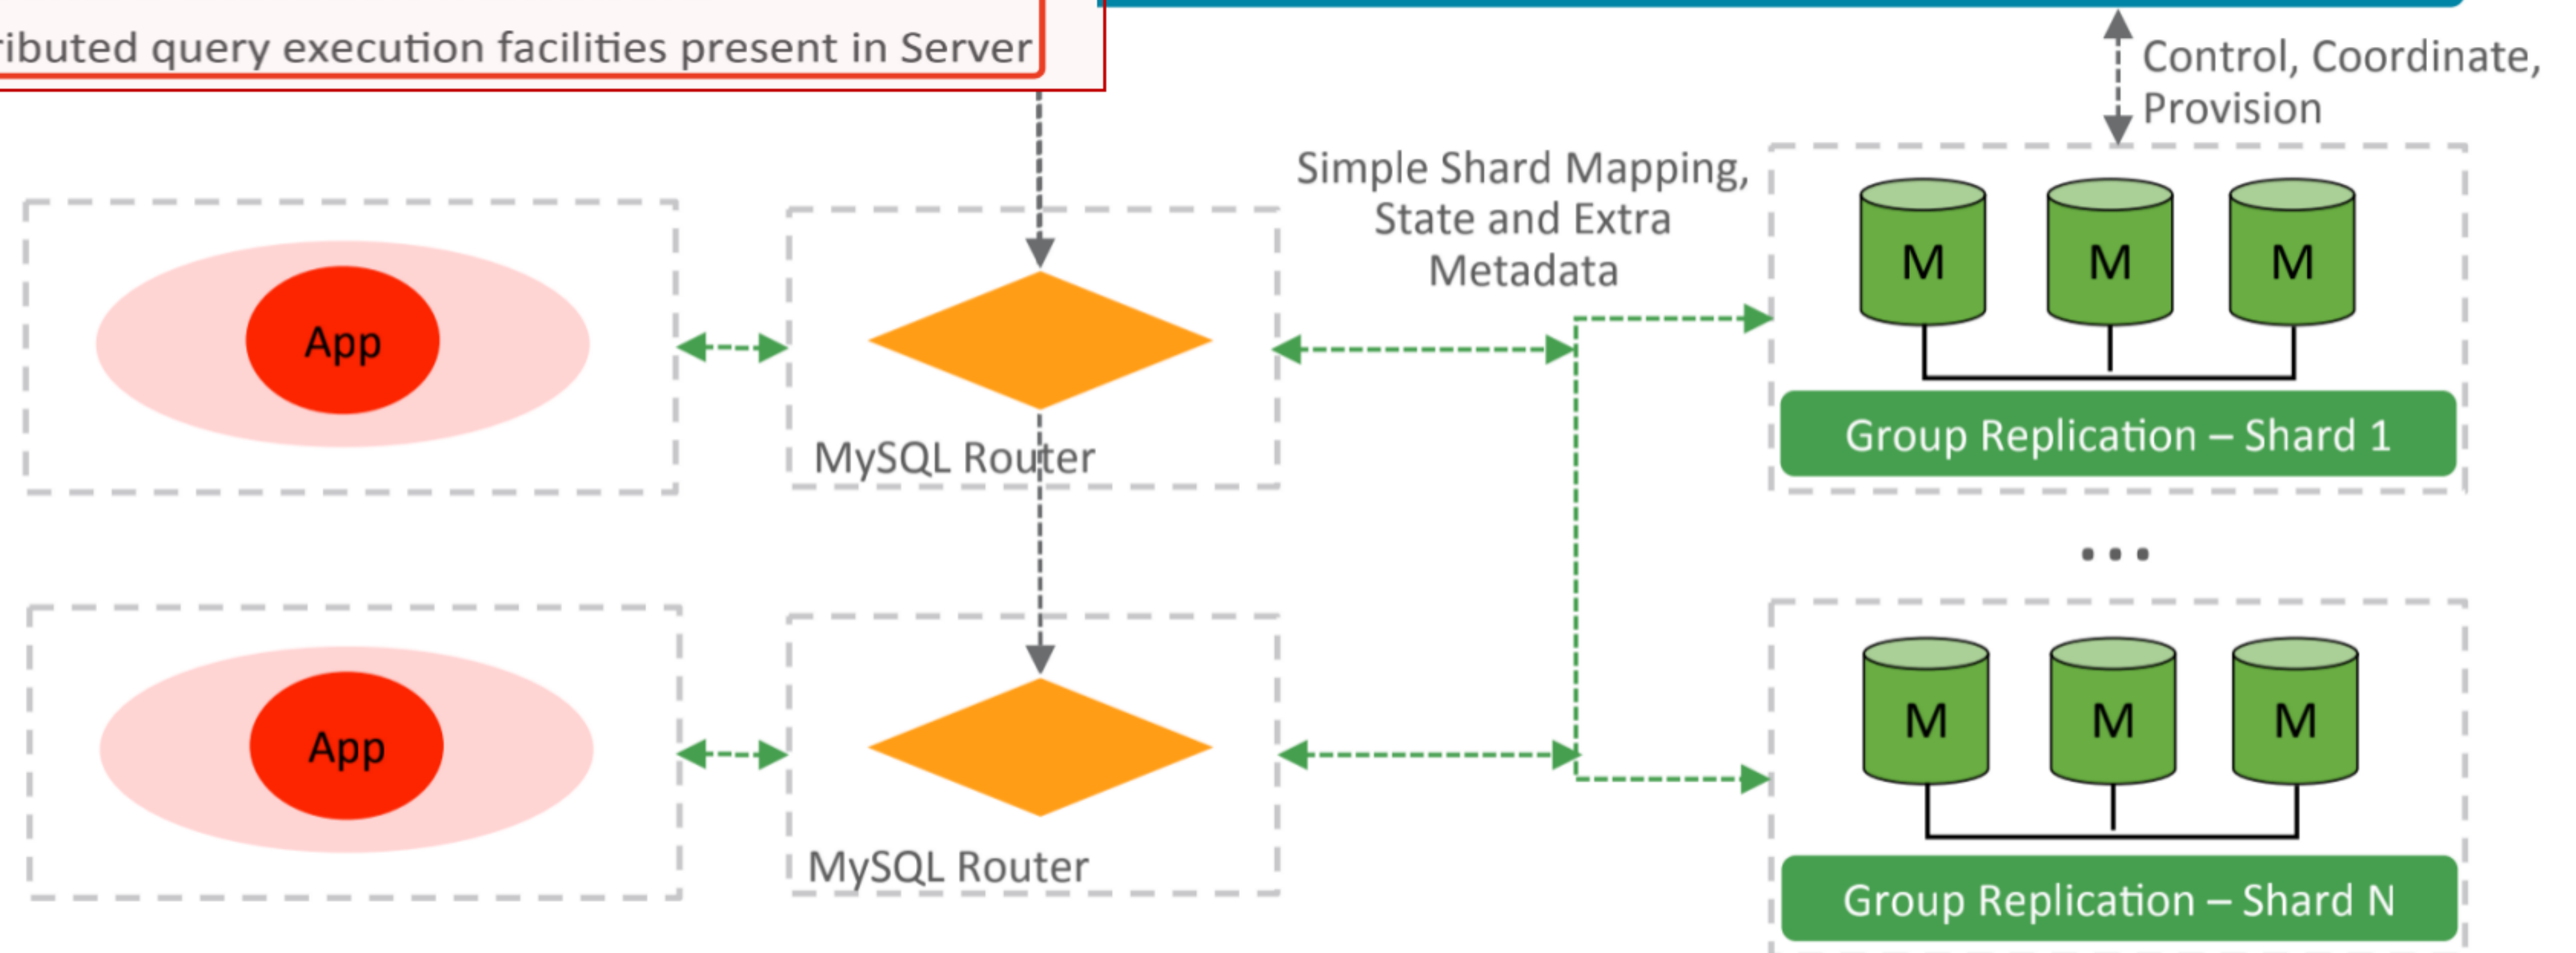 query execution facilities present in Server
Control, Coordinate,
Provision
Simple Shard Mapping,
State and Extra
Metadata
M
M
M
App
MySQL Router
Group Replication – Shard 1
...
M
M
M
App
MySQL Router
Group Replication – Shard N